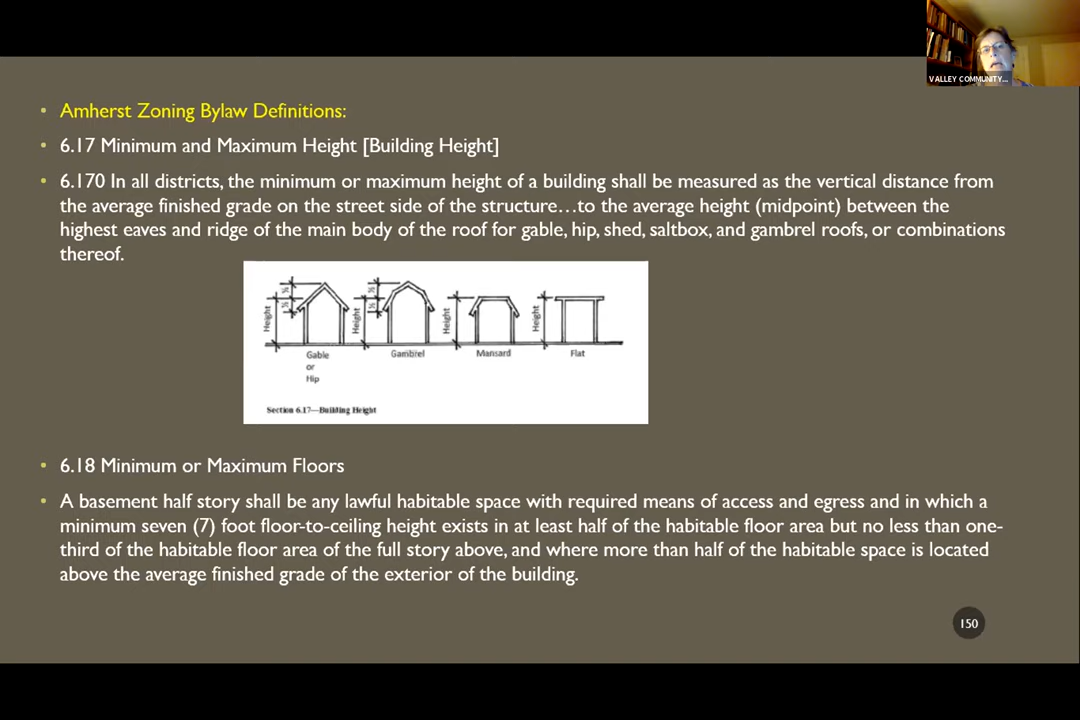 VALLEY COMMUNITY...
• Amherst Zoning Bylaw Definitions:
• 6.17 Minimum and Maximum Height [Building Height]
• 6.170 In all districts, the minimum or maximum height of a building shall be measured as the vertical distance from
the average finished grade on the street side of the structure…to the average height (midpoint) between the
highest eaves and ridge of the main body of the roof for gable, hip, shed, saltbox, and gambrel roofs, or combinations
thereof.
Height ½ ½ Height ½ ½ Height Height
Gable Gambrel Mansard Flat
or
Hip
Section 6.17—Building Height
• 6.18 Minimum or Maximum Floors
• A basement half story shall be any lawful habitable space with required means of access and egress and in which a
minimum seven (7) foot floor-to-ceiling height exists in at least half of the habitable floor area but no less than one-
third of the habitable floor area of the full story above, and where more than half of the habitable space is located
above the average finished grade of the exterior of the building.
150